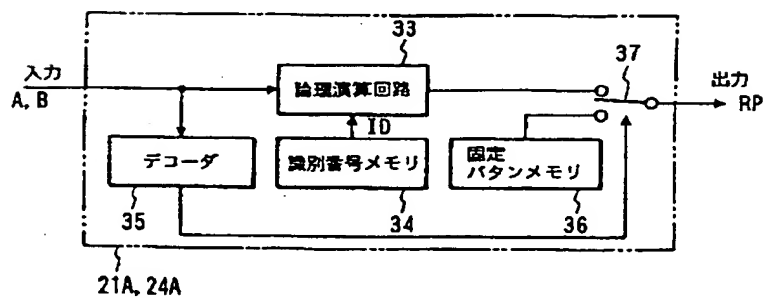 33
37
入力
A, B
論理演算回路
出力
RP
ID
デコーダ
識別番号メモリ
固定
パタンメモリ
35
34
36
21A, 24A